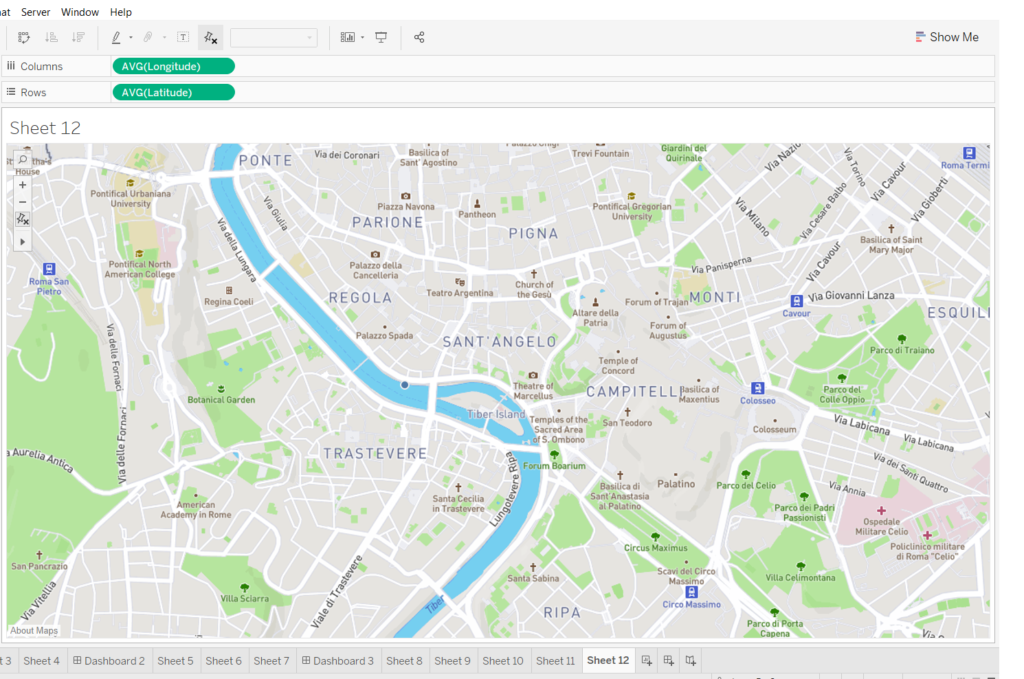 at Server Window Help
Show Me
Columns
AVG(Longitude)
Rows
AVG(Latitude)
Sheet 12
House
PONTE
Via dei Coronari
Basilica of
Sant' Agostino
Trevi Fountain
Giardini del
Quirinale
Via Nazio
Via Torino
Via Cavour
Roma Termi
Pontifical Urbaniana
University
Via Giulia
Piazza Navona
Pantheon
Pontifical Gregorian
University
Via Milano
Via Cesare Balbo
Via Gioberti
PARIONE
PIGNA
Via della Lungara
Basilica of Saint
Mary Major
Pontifical North
American College
Palazzo della
Cancelleria
Via Panisperna
Via Cavour
Roma San
Pietro
Regina Coeli
REGOLA
Teatro Argentina
Church of
the Gesù
Forum of Trajan
MONTI
Via Giovanni Lanza
Cavour
ESQUILI
Altare della
Patria
Forum of
Augustus
Via delle Fornaci
Palazzo Spada
SANT'ANGELO
Parco di Traiano
Temple of
Concord
Botanical Garden
Theatre of
Marcellus
CAMPITELLI
Basilica of
Maxentius
Colosseo
Parco del
Colle Oppio
Tiber Island
Temples of the
Sacred Area
of S. Omobono
San Teodoro
Colosseum
Via Labicana
Via Labicana
Via delle Fornaci
a Aurelia Antica
TRASTEVERE
Forum Boarium
Via dei Santi Quattro
Lungotevere Ripa
Santa Cecilia
in Trastevere
Basilica di
Sant'Anastasia
al Palatino
Palatino
Parco del Celio
Via Annia
American
Academy in Rome
Parco dei Padri
Passionisti
Ospedale
Militare Celio
Policlinico militare
di Roma "Celio"
Circus Maximus
San Pancrazio
Santa Sabina
Scavi del Circo
Massimo
Villa Celimontana
Via Vitellia
Villa Sciarra
Viale di Trastevere
Tiber
RIPA
Circo Massimo
Parco di Porta
Capena
About Maps
t 3 Sheet 4 Dashboard 2 Sheet 5 Sheet 6 Sheet 7 Dashboard 3 Sheet 8 Sheet 9 Sheet 10 Sheet 11 Sheet 12